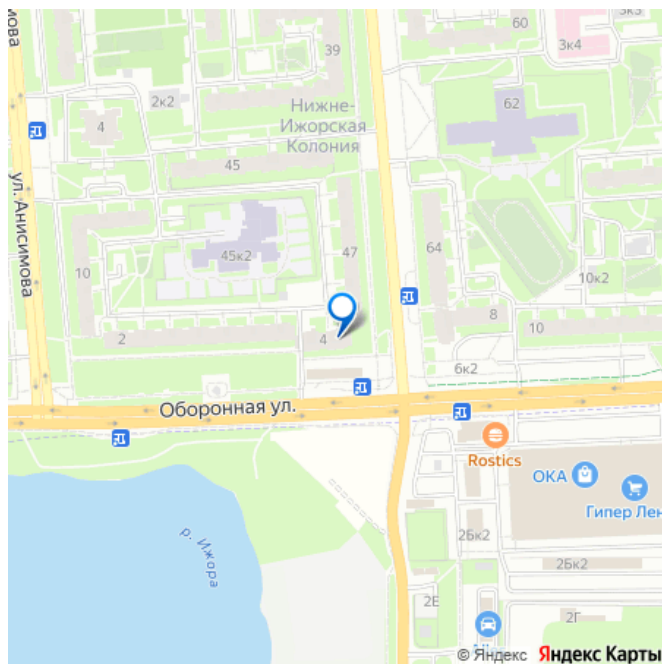 60
3к3
3к4
39
2к2
62
4
Нижне-
Ижорская
Колония
45
ул. Анисимова
47
10
45к2
64
10к2
8
10
2
4
6к2
Оборонная ул.
Rostics
ОКА
Гипер Лен
р. Ижора
2Бк2
2Бк2
2Е
2Г
© Яндекс
Яндекс Карты